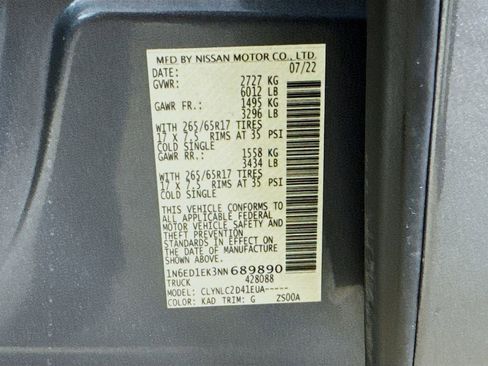 MFD BY NISSAN MOTOR CO., LTD.
DATE: 07/22
GVWR: 2727 KG
6012 LB
GAWR FR.: 1495 KG
3296 LB
WITH 265/65R17 TIRES
17 X 7.5 RIMS AT 35 PSI
COLD SINGLE
GAWR RR.: 1558 KG
3434 LB
WITH 265/65R17 TIRES
17 X 7.5 RIMS AT 35 PSI
COLD SINGLE
THIS VEHICLE CONFORMS TO
ALL APPLICABLE FEDERAL
MOTOR VEHICLE SAFETY AND
THEFT PREVENTION
STANDARDS IN EFFECT ON
THE DATE OF MANUFACTURE
SHOWN ABOVE.
1N6ED1EK3NN689890
TRUCK 428088
MODEL: CLYNLC2D41EUA-----
COLOR: KAD TRIM: G ZS00A